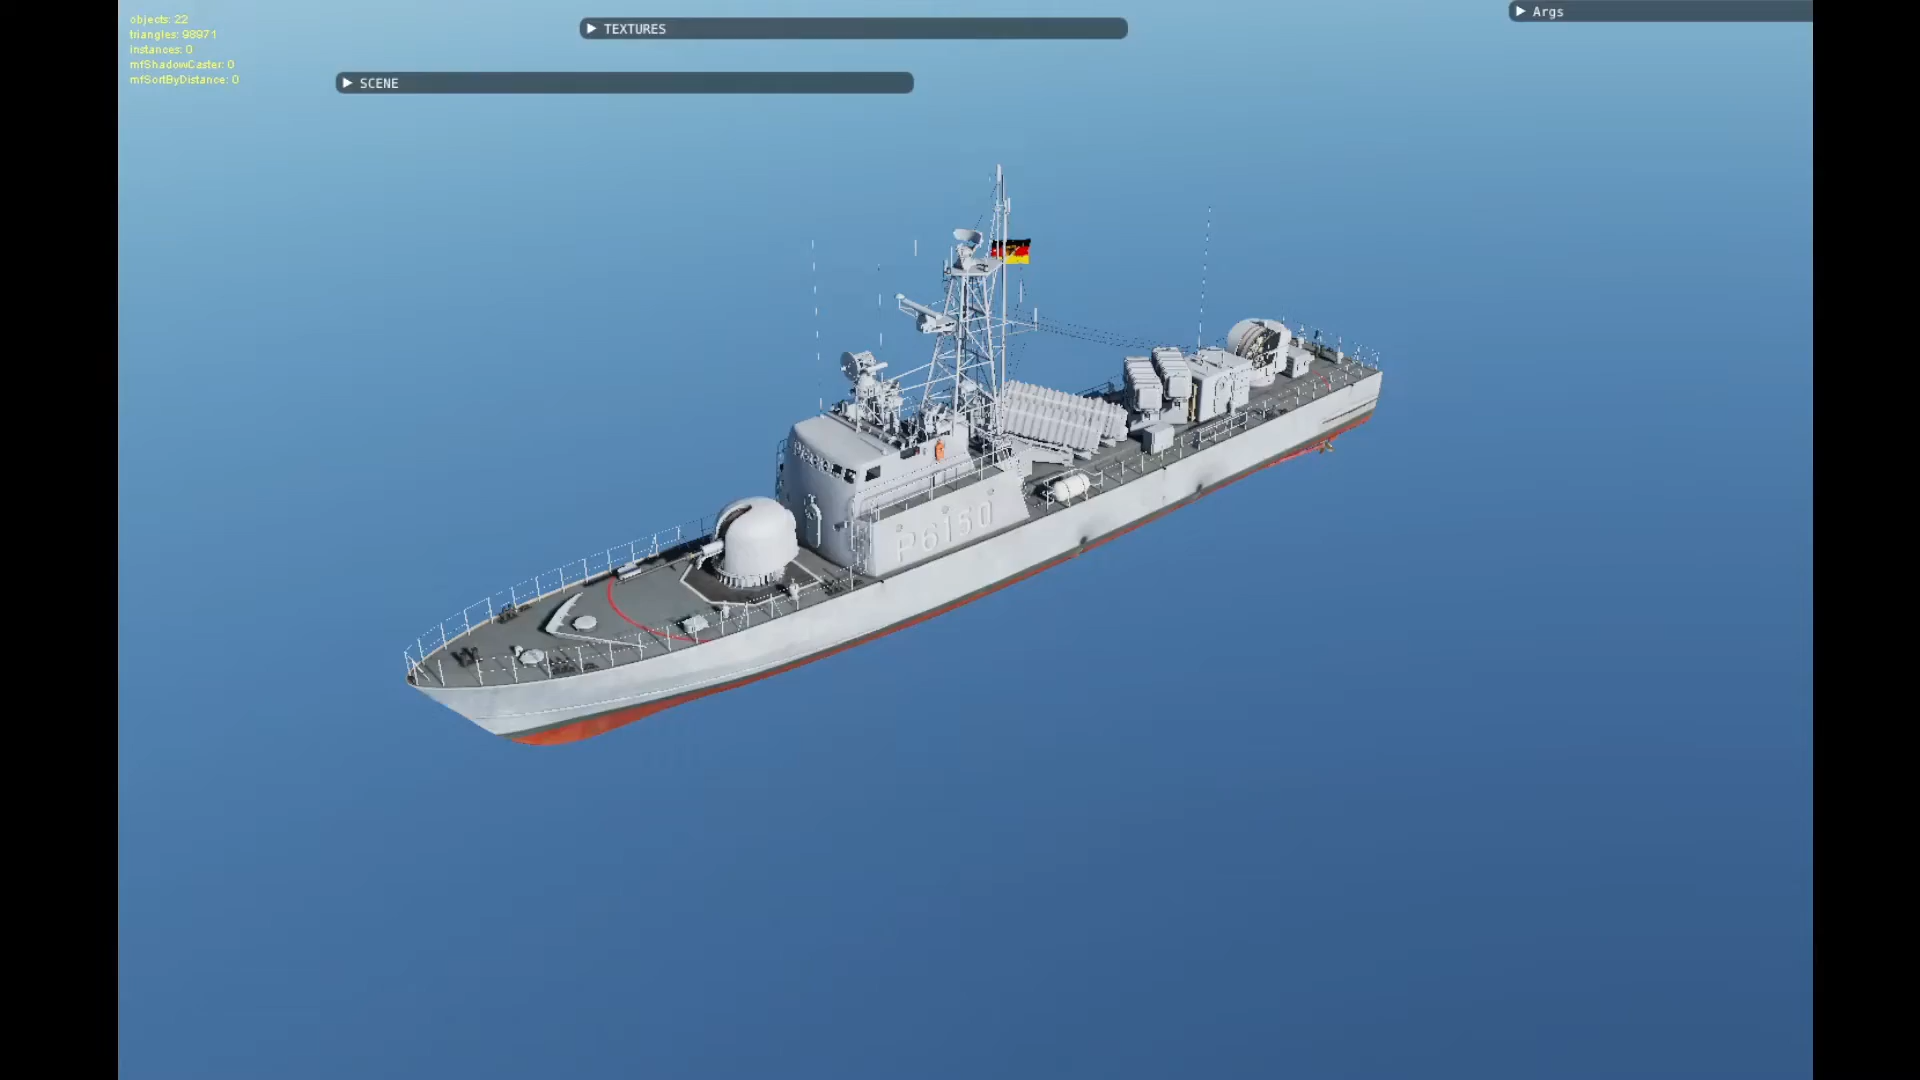 objects: 22
triangles: 98971
instances: 0
mfShadowCaster: 0
mfSortByDistance: 0
TEXTURES
Args
SCENE
P6150